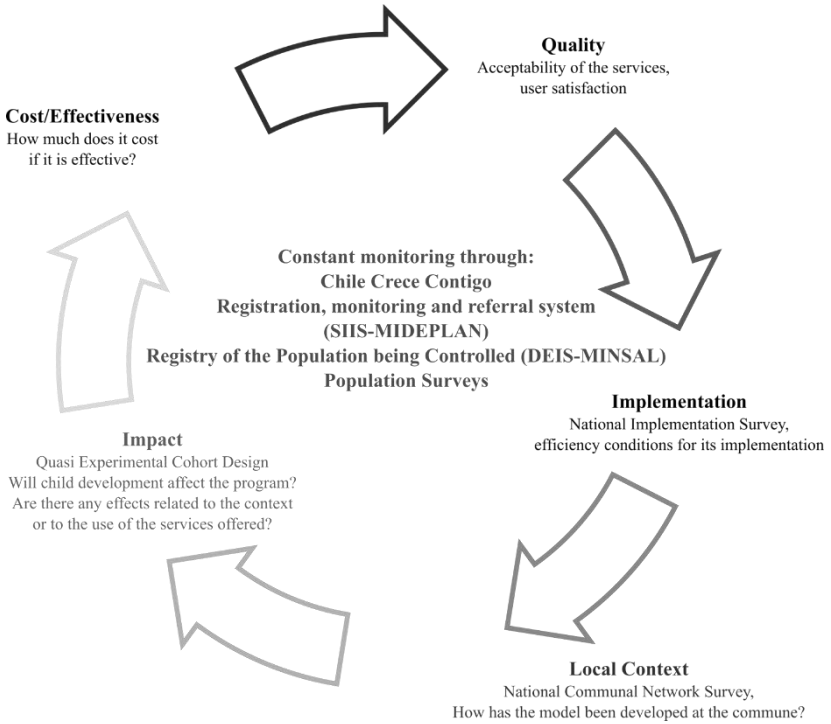 Quality
Acceptability of the services,
user satisfaction
Cost/Effectiveness
How much does it cost
if it is effective?
Constant monitoring through:
Chile Crece Contigo
Registration, monitoring and referral system
(SIIS-MIDEPLAN)
Registry of the Population being Controlled (DEIS-MINSAL)
Population Surveys
Implementation
National Implementation Survey,
efficiency conditions for its implementation
Impact
Quasi Experimental Cohort Design
Will child development affect the program?
Are there any effects related to the context
or to the use of the services offered?
Local Context
National Communal Network Survey,
How has the model been developed at the commune?